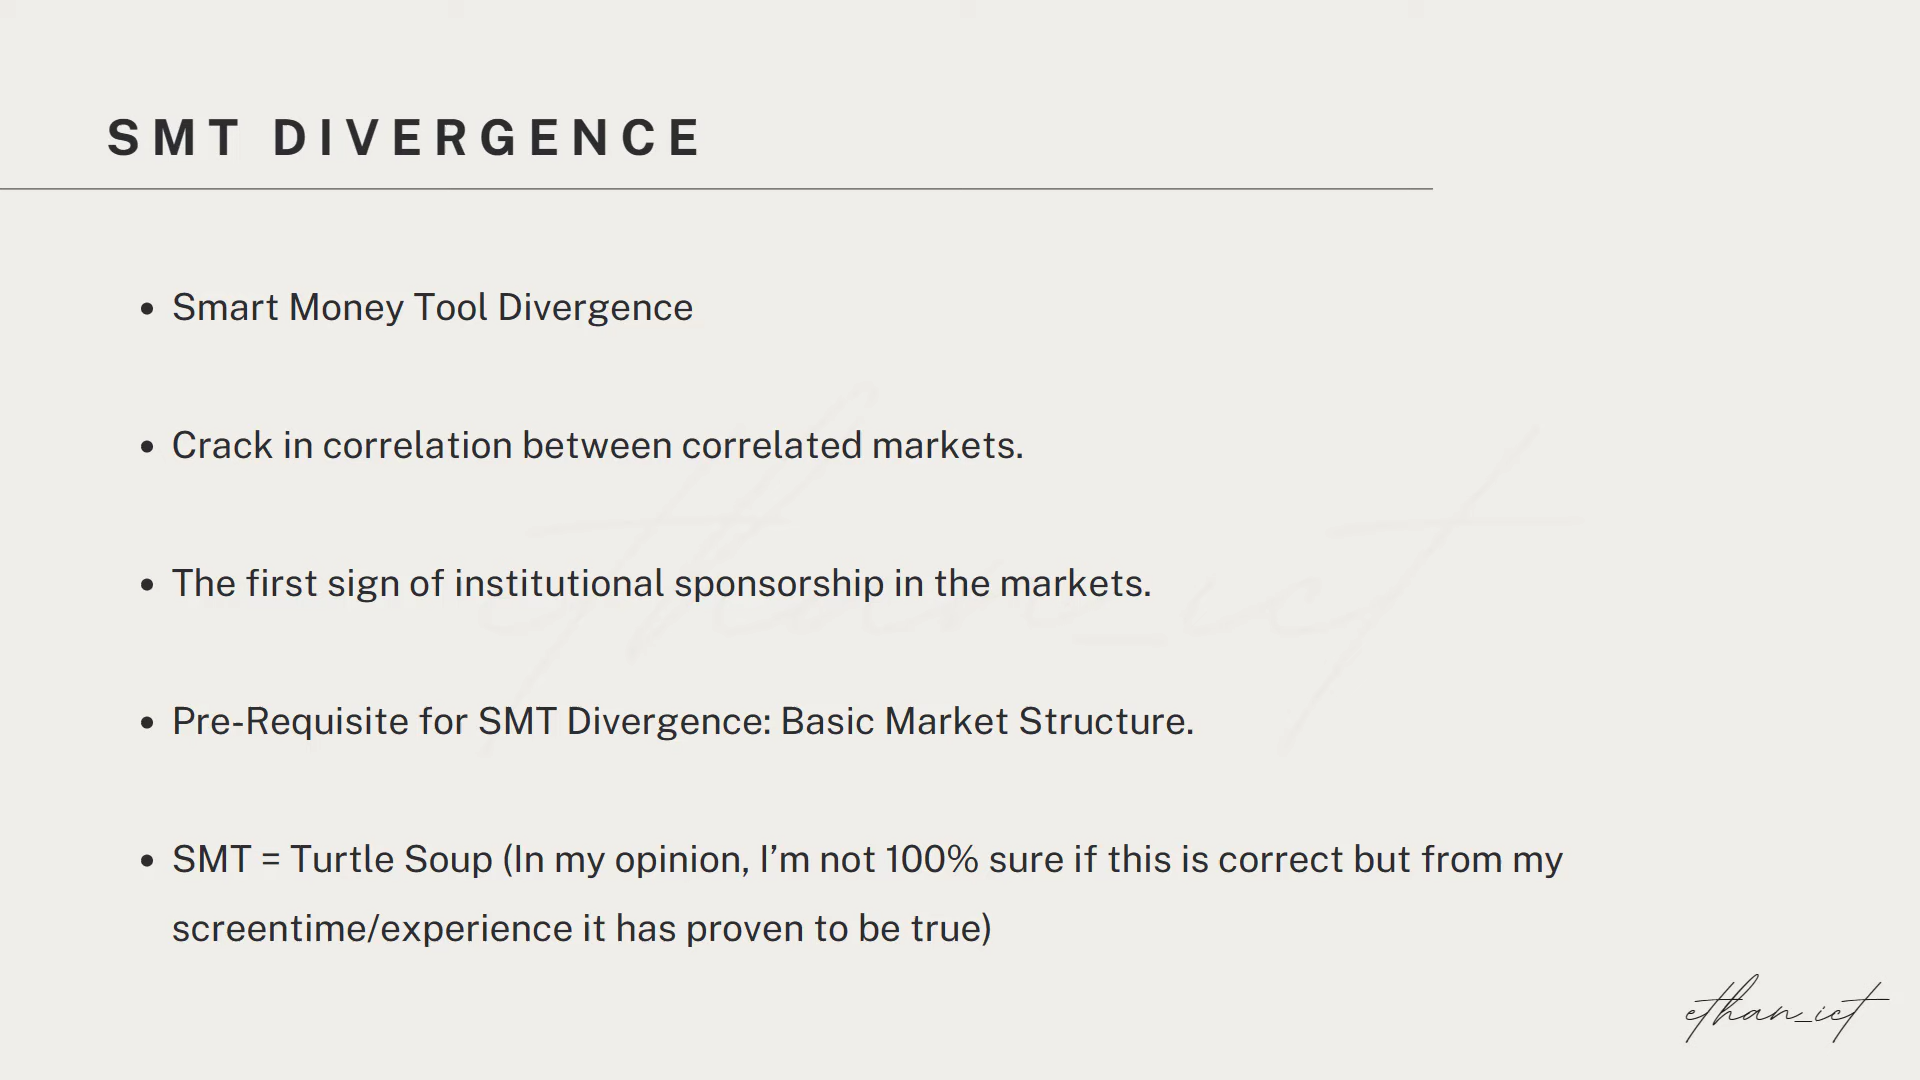 SMT DIVERGENCE
• Smart Money Tool Divergence
• Crack in correlation between correlated markets.
• The first sign of institutional sponsorship in the markets.
• Pre-Requisite for SMT Divergence: Basic Market Structure.
• SMT = Turtle Soup (In my opinion, I’m not 100% sure if this is correct but from my
screentime/experience it has proven to be true)
ethan_ict
ethan_ict